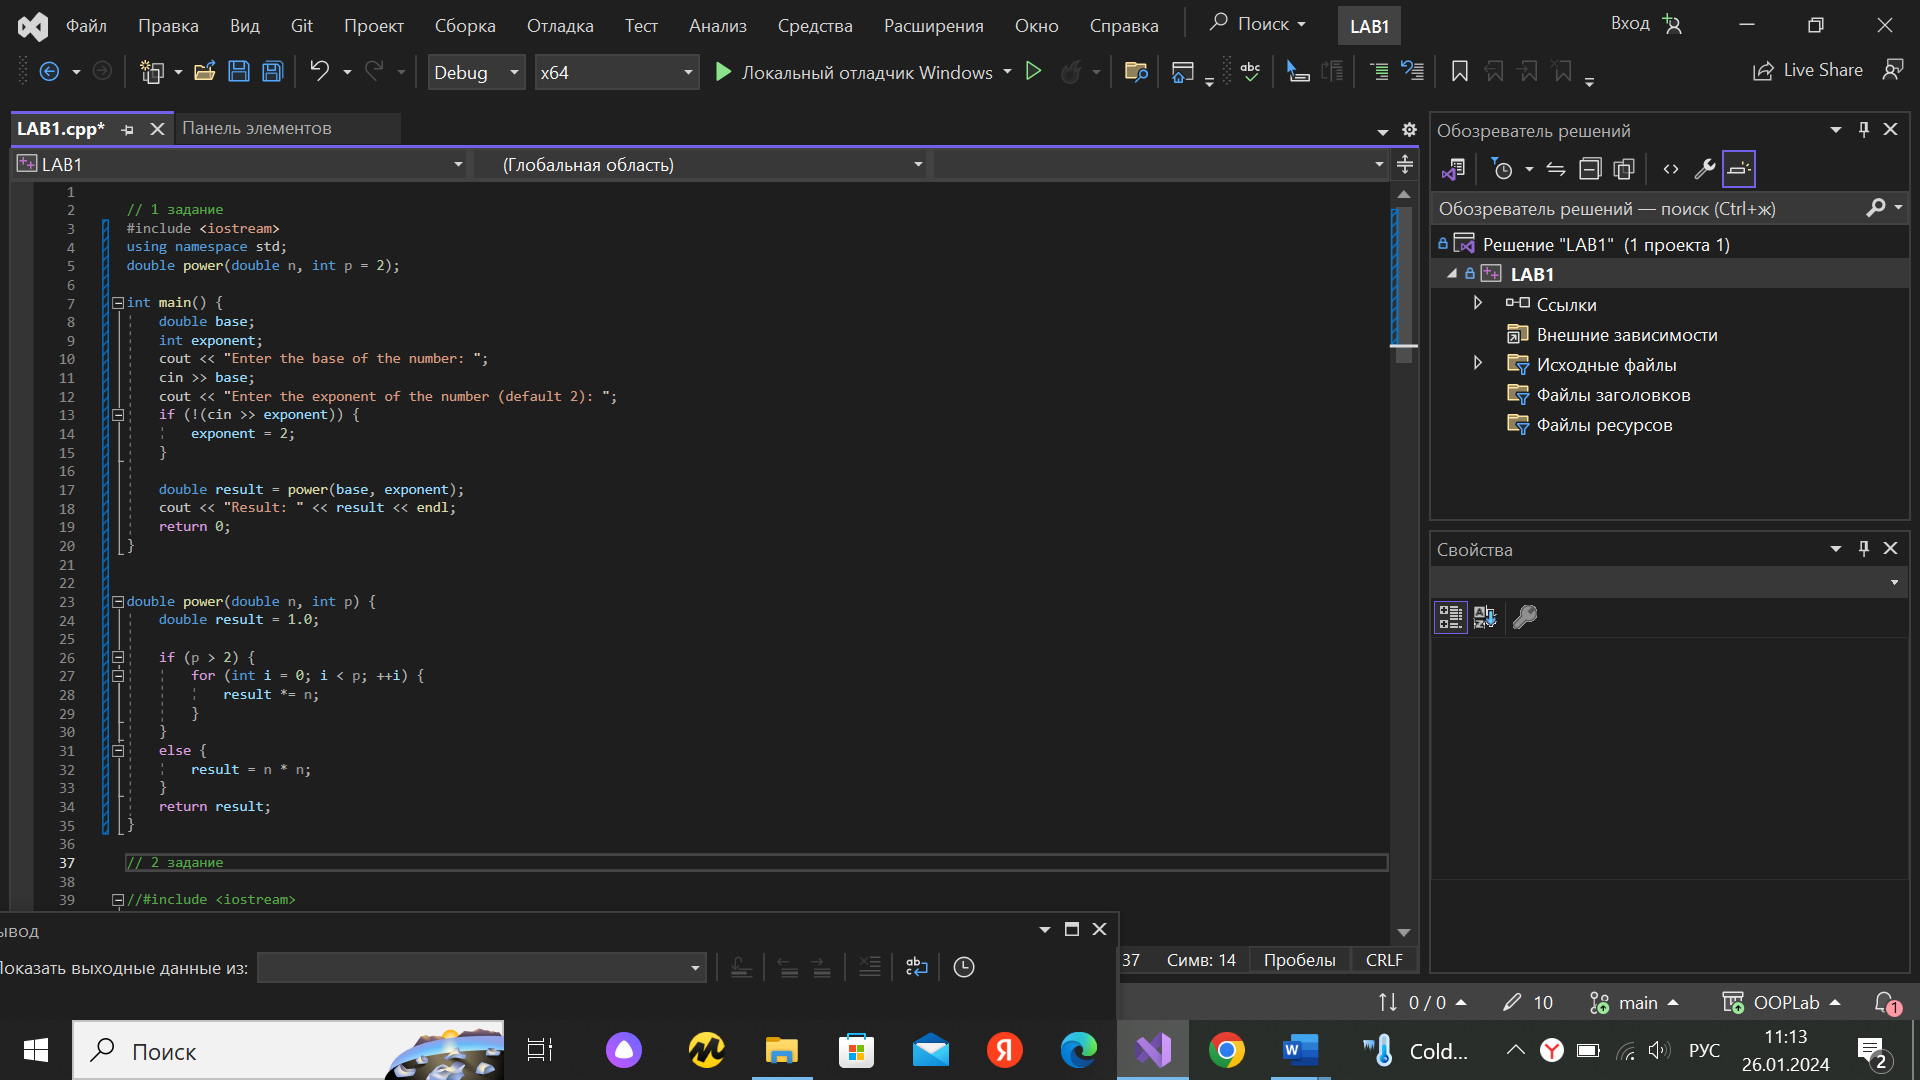 Файл Правка Вид Git Проект Сборка Отладка Тест Анализ Средства Расширения Окно Справка Поиск LAB1 Вход
Debug x64 Локальный отладчик Windows abc Live Share
LAB1.cpp* Панель элементов
LAB1 (Глобальная область)
1
2 // 1 задание
3 #include <iostream>
4 using namespace std;
5 double power(double n, int p = 2);
6
7 int main() {
8 double base;
9 int exponent;
10 cout << "Enter the base of the number: ";
11 cin >> base;
12 cout << "Enter the exponent of the number (default 2): ";
13 if (!(cin >> exponent)) {
14 exponent = 2;
15 }
16
17 double result = power(base, exponent);
18 cout << "Result: " << result << endl;
19 return 0;
20 }
21
22
23 double power(double n, int p) {
24 double result = 1.0;
25
26 if (p > 2) {
27 for (int i = 0; i < p; ++i) {
28 result *= n;
29 }
30 }
31 else {
32 result = n * n;
33 }
34 return result;
35 }
36
37 // 2 задание
38
39 //#include <iostream>
Обозреватель решений
Обозреватель решений — поиск (Ctrl+ж)
Решение "LAB1" (1 проекта 1)
LAB1
Ссылки
Внешние зависимости
Исходные файлы
Файлы заголовков
Файлы ресурсов
Свойства
ывод
Показать выходные данные из:
37 Симв: 14 Пробелы CRLF
0 / 0 10 main OOPLab 1
Поиск
Я
W
Cold...
Y
РУС
11:13
26.01.2024
2